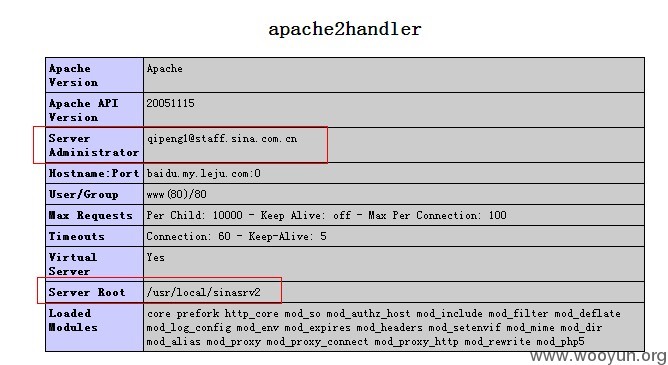 apache2handler
Apache Version Apache
Apache API Version 20051115
Server Administrator qipeng1@staff.sina.com.cn
Hostname:Port baidu.my.leju.com:0
User/Group www(80)/80
Max Requests Per Child: 10000 - Keep Alive: off - Max Per Connection: 100
Timeouts Connection: 60 - Keep-Alive: 5
Virtual Server Yes
Server Root /usr/local/sinasrv2
Loaded Modules core prefork http_core mod_so mod_authz_host mod_include mod_filter mod_deflate
mod_log_config mod_env mod_expires mod_headers mod_setenvif mod_mime mod_dir
mod_alias mod_proxy mod_proxy_connect mod_proxy_http mod_rewrite mod_php5
www.wooyun.org